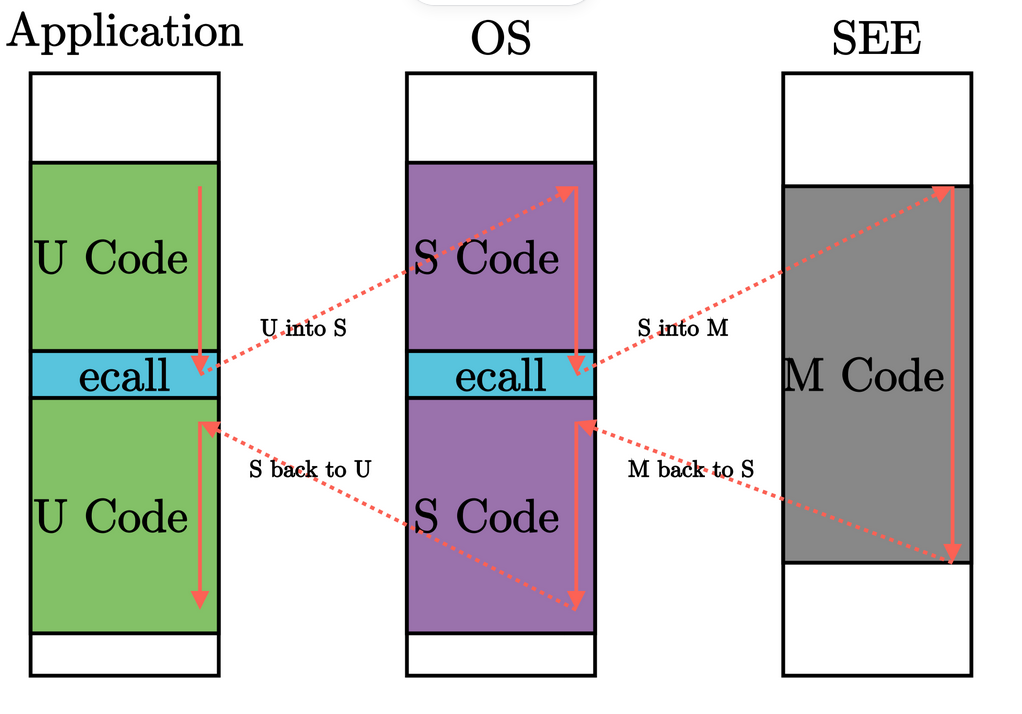 Application
OS
SEE
U Code
S Code
U into S
S into M
ecall
ecall
M Code
S back to U
M back to S
U Code
S Code